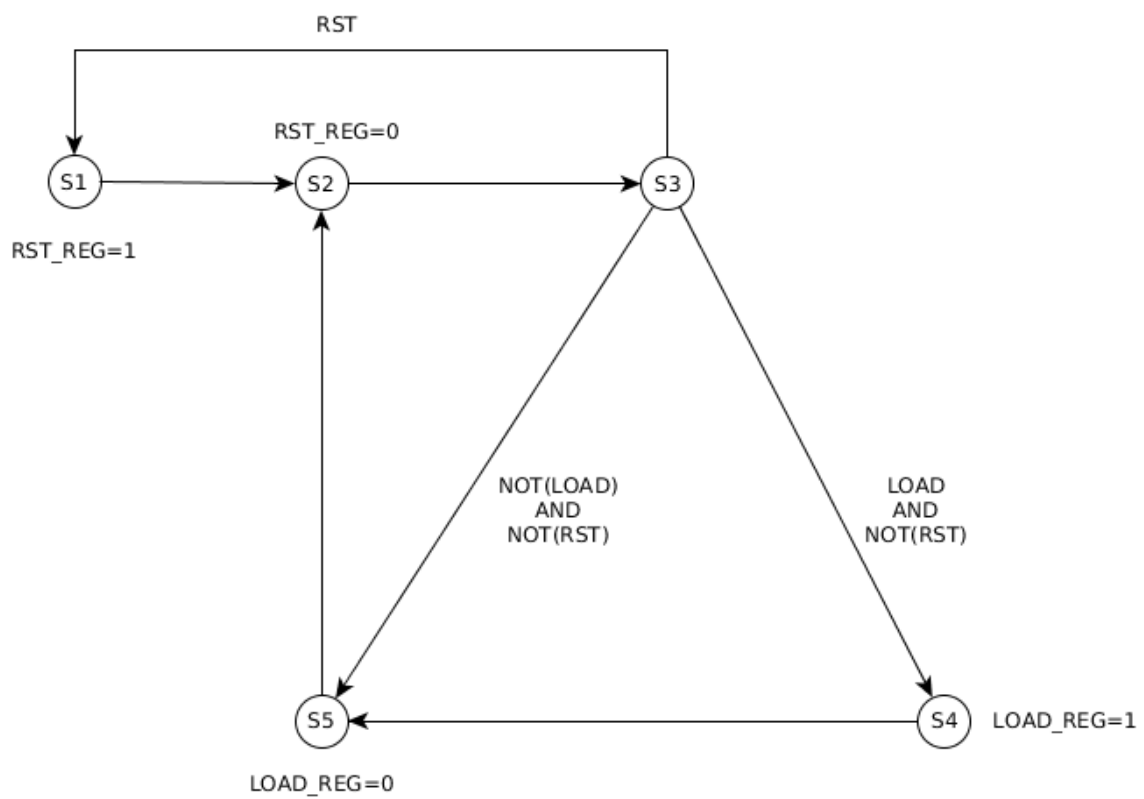 RST
RST_REG=0
S1
S2
S3
RST_REG=1
NOT(LOAD)
AND
NOT(RST)
LOAD
AND
NOT(RST)
S5
S4
LOAD_REG=1
LOAD_REG=0